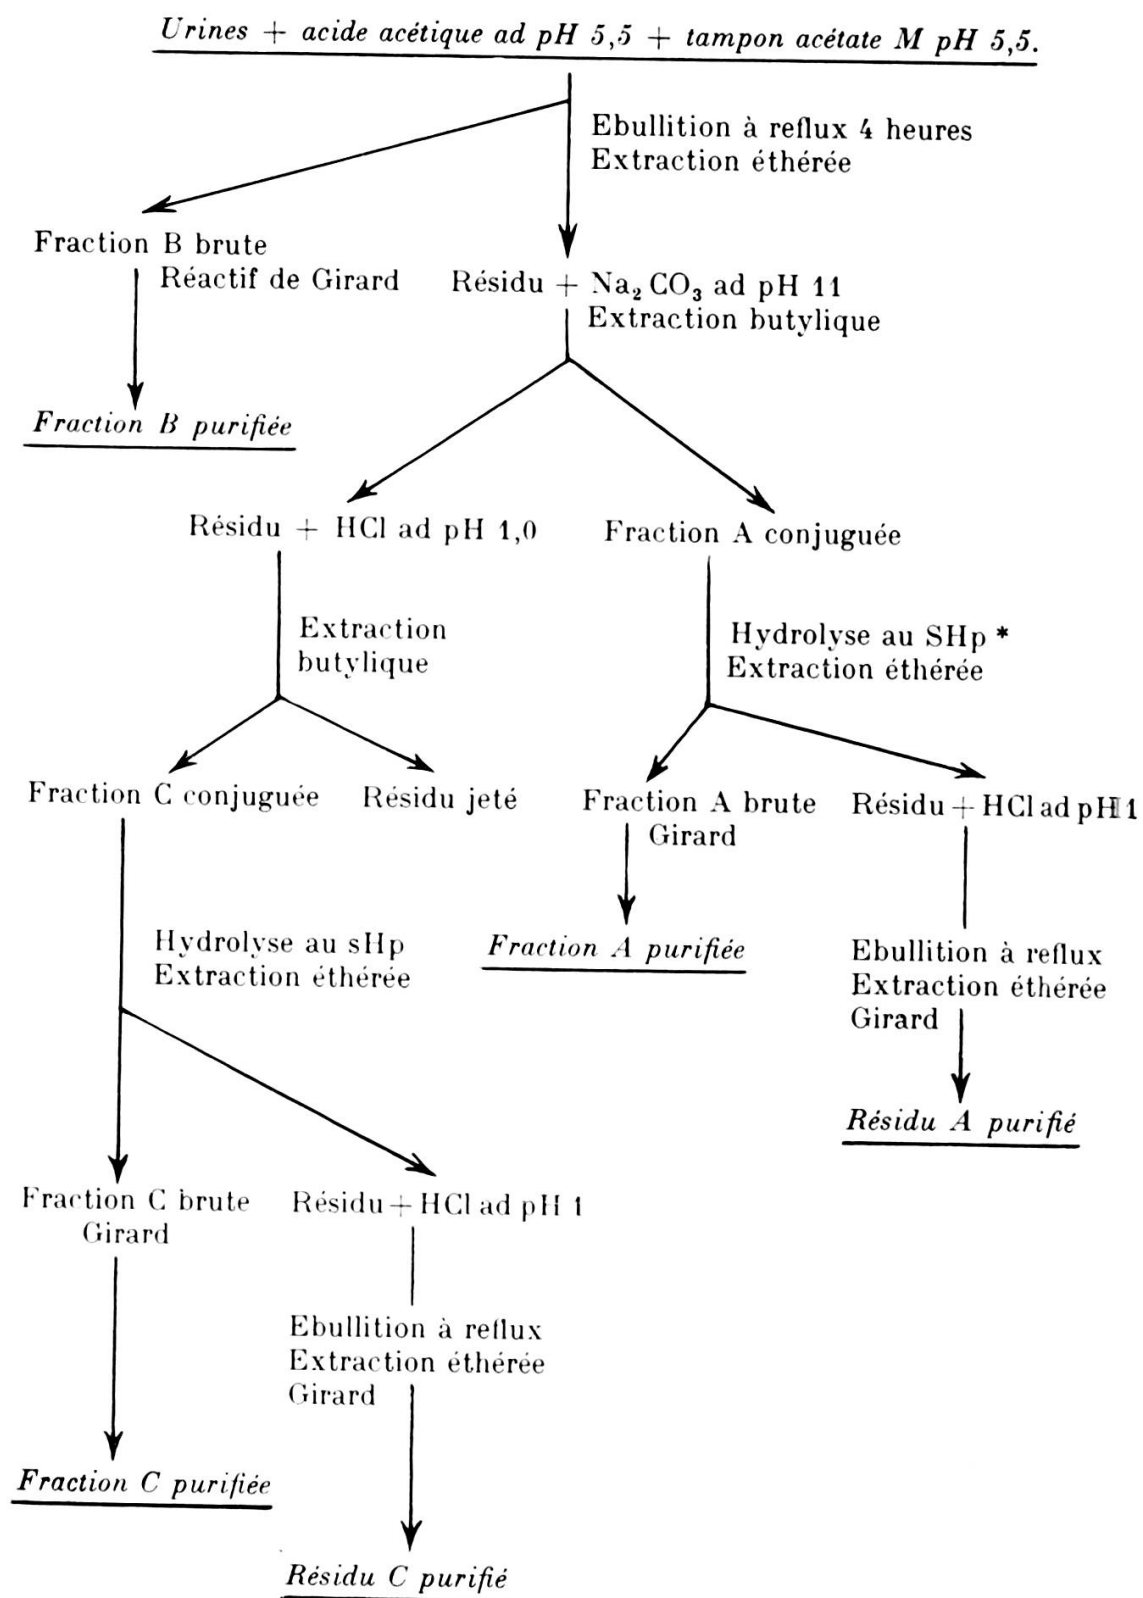 Urines + acide acétique ad pH 5,5 + tampon acétate M pH 5,5.
Ebullition à reflux 4 heures
Extraction éthérée
Fraction B brute
Réactif de Girard
Résidu + Na₂CO₃ ad pH 11
Extraction butylique
Fraction B purifiée
Résidu + HCl ad pH 1,0
Fraction A conjuguée
Extraction
butylique
Hydrolyse au SHp *
Extraction éthérée
Fraction C conjuguée
Résidu jeté
Fraction A brute
Girard
Résidu + HCl ad pH 1
Hydrolyse au sHp
Extraction éthérée
Fraction A purifiée
Ebullition à reflux
Extraction éthérée
Girard
Résidu A purifié
Fraction C brute
Girard
Résidu + HCl ad pH 1
Ebullition à reflux
Extraction éthérée
Girard
Fraction C purifiée
Résidu C purifié